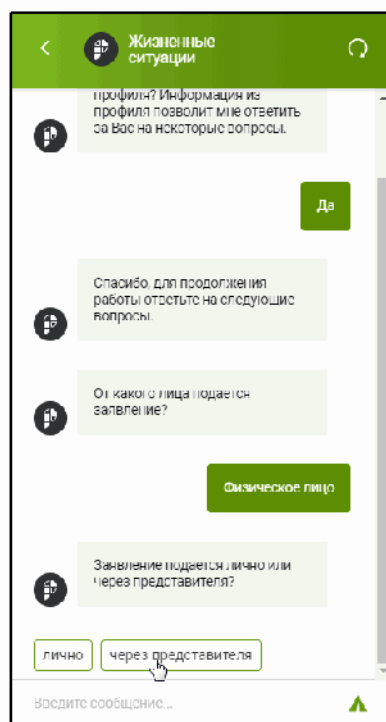 Жизненные
ситуации
профиля? Информация из
профиля позволит мне ответить
за Вас на некоторые вопросы.
Да
Спасибо, для продолжения
работы ответьте на следующие
вопросы.
От какого лица подается
заявление?
Физическое лицо
Заявление подается лично или
через представителя?
лично
через представителя
Введите сообщение...